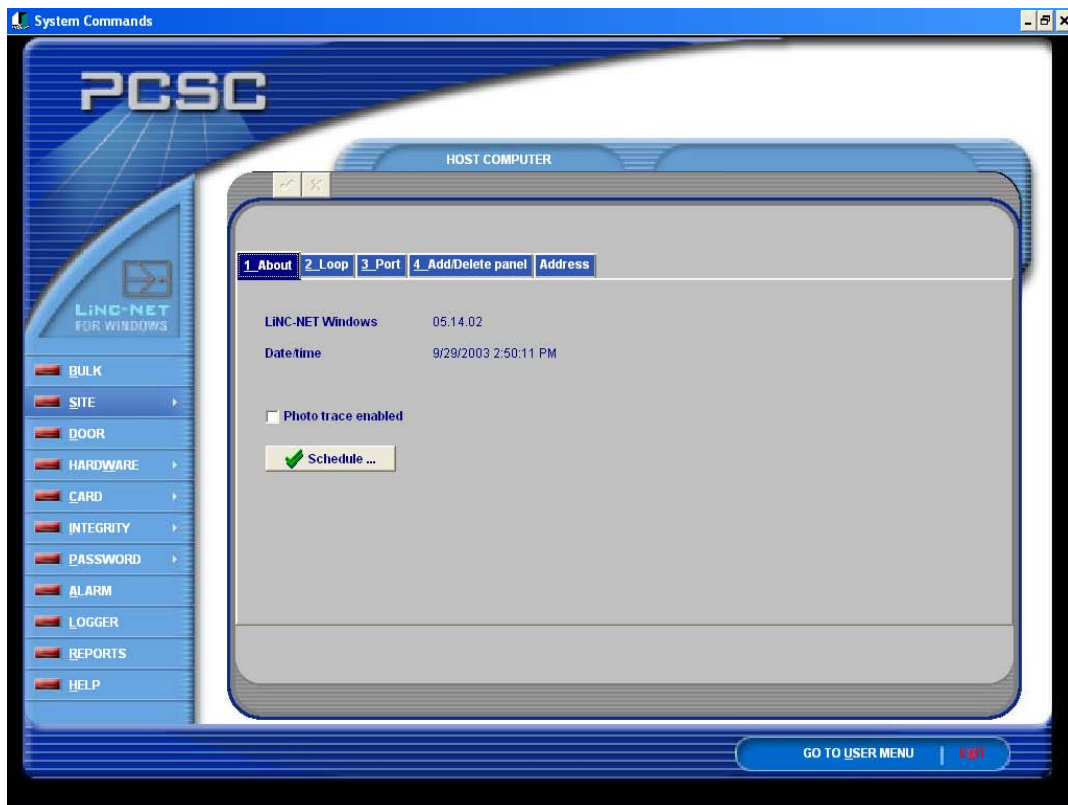 System Commands
PCSC
HOST COMPUTER
1_About 2_Loop 3_Port 4_Add/Delete panel Address
LiNC-NET
FOR WINDOWS
LiNC-NET Windows 05.14.02
Date/time 9/29/2003 2:50:11 PM
Photo trace enabled
Schedule ...
BULK
SITE
DOOR
HARDWARE
CARD
INTEGRITY
PASSWORD
ALARM
LOGGER
REPORTS
HELP
GO TO USER MENU | EXIT